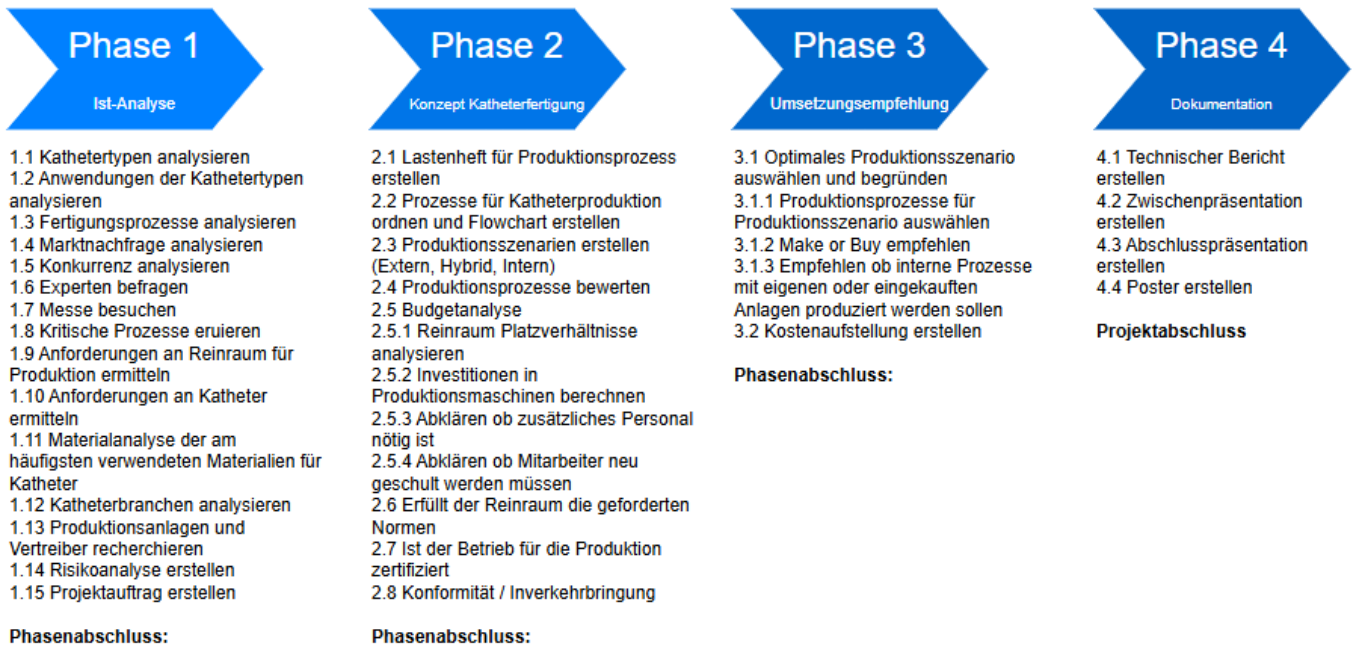 Phase 1
Ist-Analyse
1.1 Kathetertypen analysieren
1.2 Anwendungen der Kathetertypen
analysieren
1.3 Fertigungsprozesse analysieren
1.4 Marktnachfrage analysieren
1.5 Konkurrenz analysieren
1.6 Experten befragen
1.7 Messe besuchen
1.8 Kritische Prozesse eruieren
1.9 Anforderungen an Reinraum für
Produktion ermitteln
1.10 Anforderungen an Katheter
ermitteln
1.11 Materialanalyse der am
häufigsten verwendeten Materialien für
Katheter
1.12 Katheterbranchen analysieren
1.13 Produktionsanlagen und
Vertreiber recherchieren
1.14 Risikoanalyse erstellen
1.15 Projektauftrag erstellen
Phasenabschluss:
Phase 2
Konzept Katheterfertigung
2.1 Lastenheft für Produktionsprozess
erstellen
2.2 Prozesse für Katheterproduktion
ordnen und Flowchart erstellen
2.3 Produktionsszenarien erstellen
(Extern, Hybrid, Intern)
2.4 Produktionsprozesse bewerten
2.5 Budgetanalyse
2.5.1 Reinraum Platzverhältnisse
analysieren
2.5.2 Investitionen in
Produktionsmaschinen berechnen
2.5.3 Abklären ob zusätzliches Personal
nötig ist
2.5.4 Abklären ob Mitarbeiter neu
geschult werden müssen
2.6 Erfüllt der Reinraum die geforderten
Normen
2.7 Ist der Betrieb für die Produktion
zertifiziert
2.8 Konformität / Inverkehrbringung
Phasenabschluss:
Phase 3
Umsetzungsempfehlung
3.1 Optimales Produktionsszenario
auswählen und begründen
3.1.1 Produktionsprozesse für
Produktionsszenario auswählen
3.1.2 Make or Buy empfehlen
3.1.3 Empfehlen ob interne Prozesse
mit eigenen oder eingekauften
Anlagen produziert werden sollen
3.2 Kostenaufstellung erstellen
Phasenabschluss:
Phase 4
Dokumentation
4.1 Technischer Bericht
erstellen
4.2 Zwischenpräsentation
erstellen
4.3 Abschlusspräsentation
erstellen
4.4 Poster erstellen
Projektabschluss